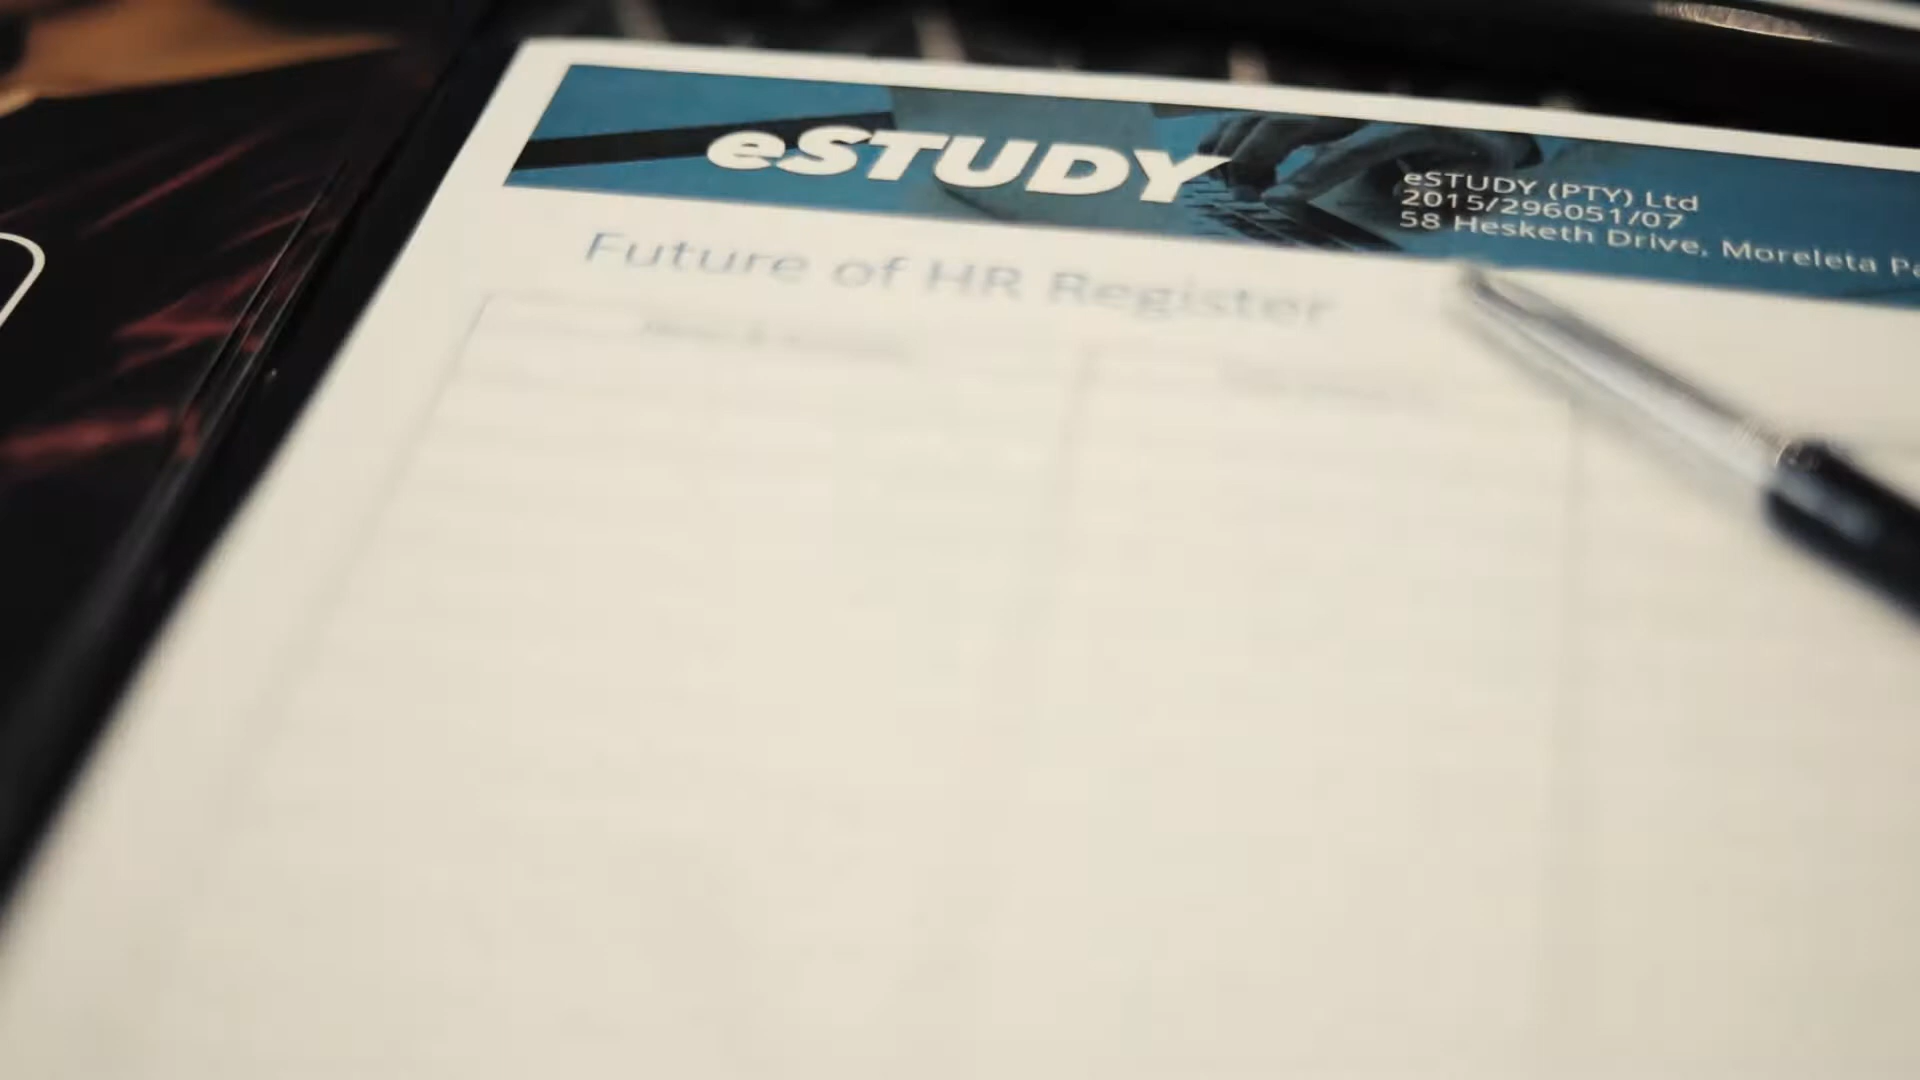 eSTUDY
eSTUDY (PTY) Ltd
2015/296051/07
58 Hesketh Drive, Moreleta
Future of HR Register